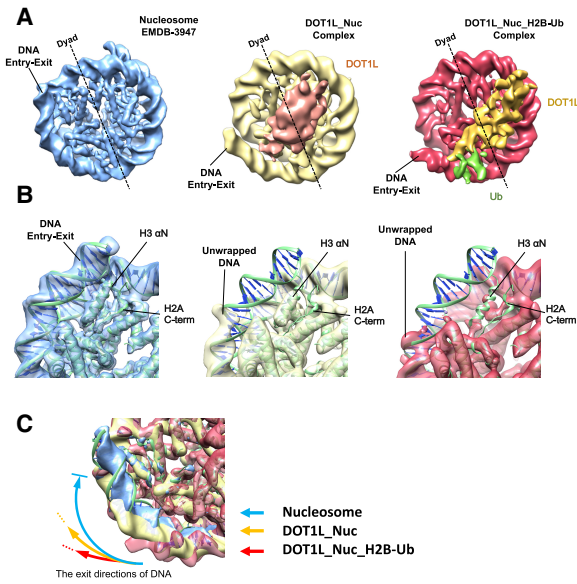 A
Nucleosome
EMDB-3947
Dyad
DNA
Entry-Exit
DOT1L_Nuc
Complex
Dyad
DOT1L
DNA
Entry-Exit
DOT1L_Nuc_H2B-Ub
Complex
Dyad
DOT1L
DNA
Entry-Exit
Ub
B
DNA
Entry-Exit
H3 αN
H2A
C-term
Unwrapped
DNA
H3 αN
H2A
C-term
Unwrapped
DNA
H3 αN
H2A
C-term
C
Nucleosome
DOT1L_Nuc
DOT1L_Nuc_H2B-Ub
The exit directions of DNA